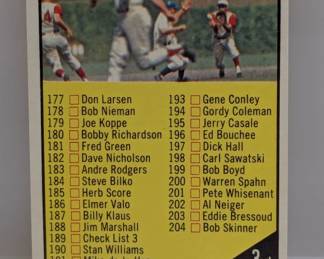 177 Don Larsen
178 Bob Nieman
179 Joe Koppe
180 Bobby Richardson
181 Fred Green
182 Dave Nicholson
183 Andre Rodgers
184 Steve Bilko
185 Herb Score
186 Elmer Valo
187 Billy Klaus
188 Jim Marshall
189 Check List 3
190 Stan Williams
193 Gene Conley
194 Gordy Coleman
195 Jerry Casale
196 Ed Bouchee
197 Dick Hall
198 Carl Sawatski
199 Bob Boyd
200 Warren Spahn
201 Pete Whisenant
202 Al Neiger
203 Eddie Bressoud
204 Bob Skinner